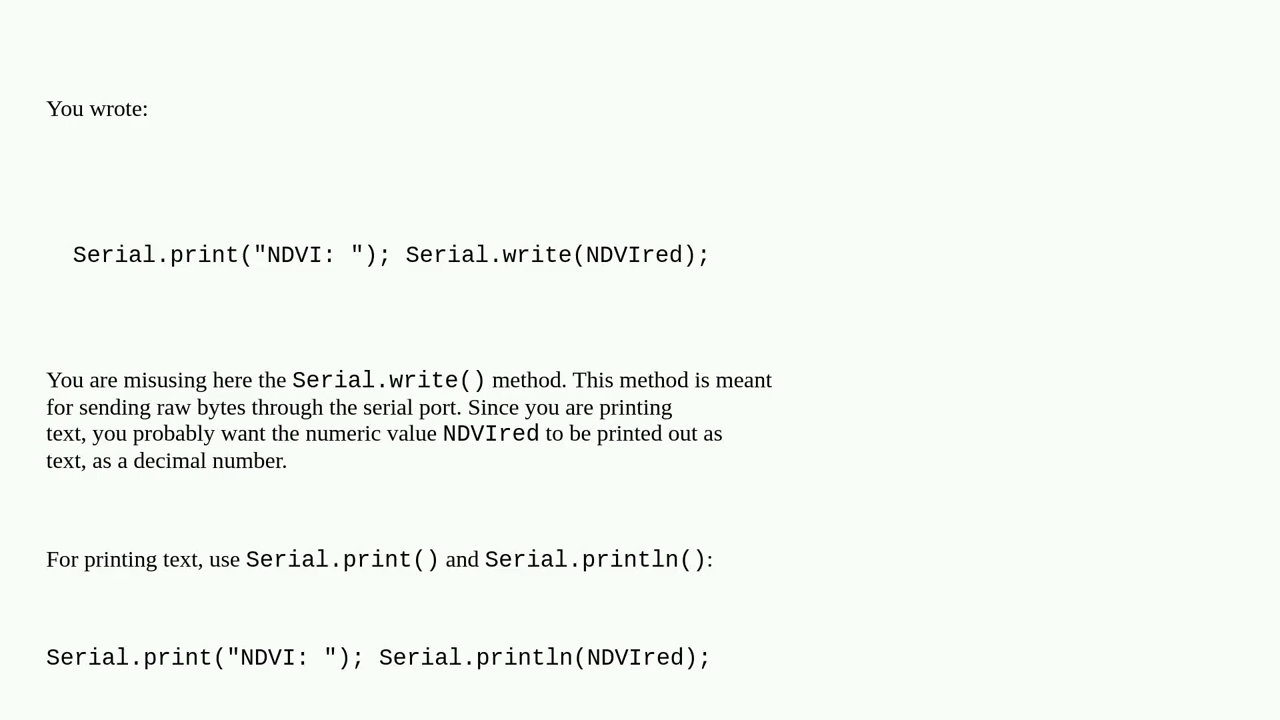 You wrote:
Serial.print("NDVI: "); Serial.write(NDVIred);
You are misusing here the Serial.write() method. This method is meant
for sending raw bytes through the serial port. Since you are printing
text, you probably want the numeric value NDVIred to be printed out as
text, as a decimal number.
For printing text, use Serial.print() and Serial.println():
Serial.print("NDVI: "); Serial.println(NDVIred);